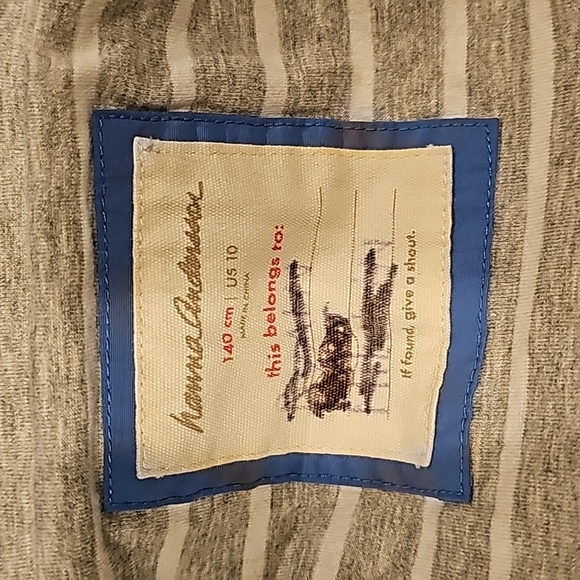 hanna andersson
140 cm | US 10
MADE IN CHINA
this belongs to:
If found, give a shout.